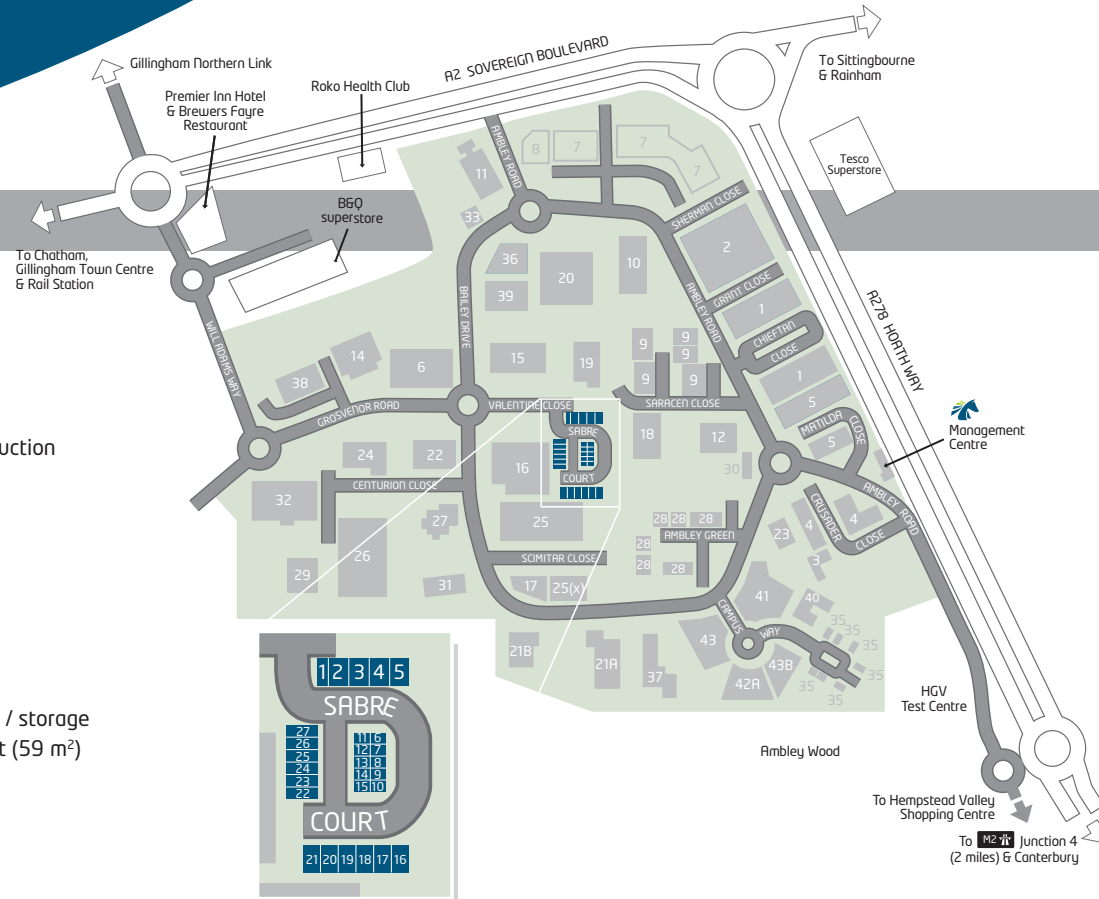 Gillingham Northern Link
Premier Inn Hotel
& Brewers Fayre
Restaurant
Roko Health Club
A2 SOVEREIGN BOULEVARD
To Sittingbourne
& Rainham
Tesco
Superstore
B&Q
superstore
To Chatham,
Gillingham Town Centre
& Rail Station
WILL ADAMS WAY
AMBLEY ROAD
8
7
7
7
11
33
SHERMAN CLOSE
2
36
20
10
39
GRANT CLOSE
1
BAILEY DRIVE
AMBLEY ROAD
CHIEFTAN
CLOSE
A278 HOATH WAY
14
6
15
19
9
9
9
9
9
1
5
38
GROSVENOR ROAD
VALENTINE CLOSE
SARACEN CLOSE
MATILDA
CLOSE
5
Management
Centre
SABRE
COURT
18
12
30
24
22
16
CENTURION CLOSE
AMBLEY ROAD
32
27
25
28
28
28
AMBLEY GREEN
28
28
28
23
4
4
CRUSADER
CLOSE
3
26
SCIMITAR CLOSE
29
31
17
25(x)
41
40
CAMPUS
WAY
35
35
35
35
35
35
21B
21A
37
43
43B
42A
HGV
Test Centre
Ambley Wood
To Hempstead Valley
Shopping Centre
To M2 Junction 4
(2 miles) & Canterbury
uction
/ storage
t (59 m²)
1 2 3 4 5
SABRE
27
26
25
24
23
22
11 6
12 7
13 8
14 9
15 10
COURT
21 20 19 18 17 16